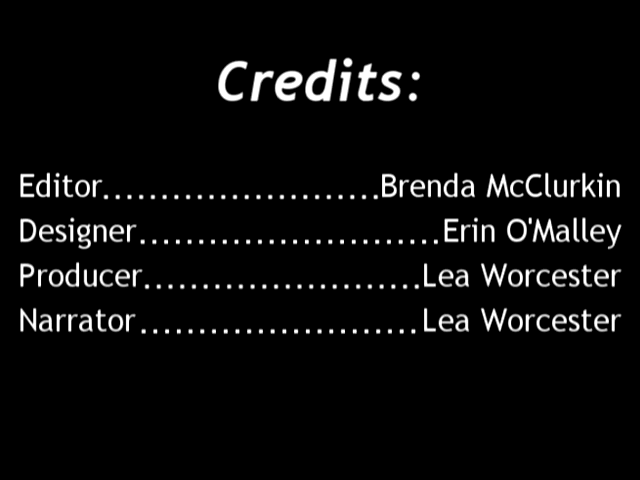 Credits:
Editor........................Brenda McClurkin
Designer..........................Erin O'Malley
Producer........................Lea Worcester
Narrator........................Lea Worcester